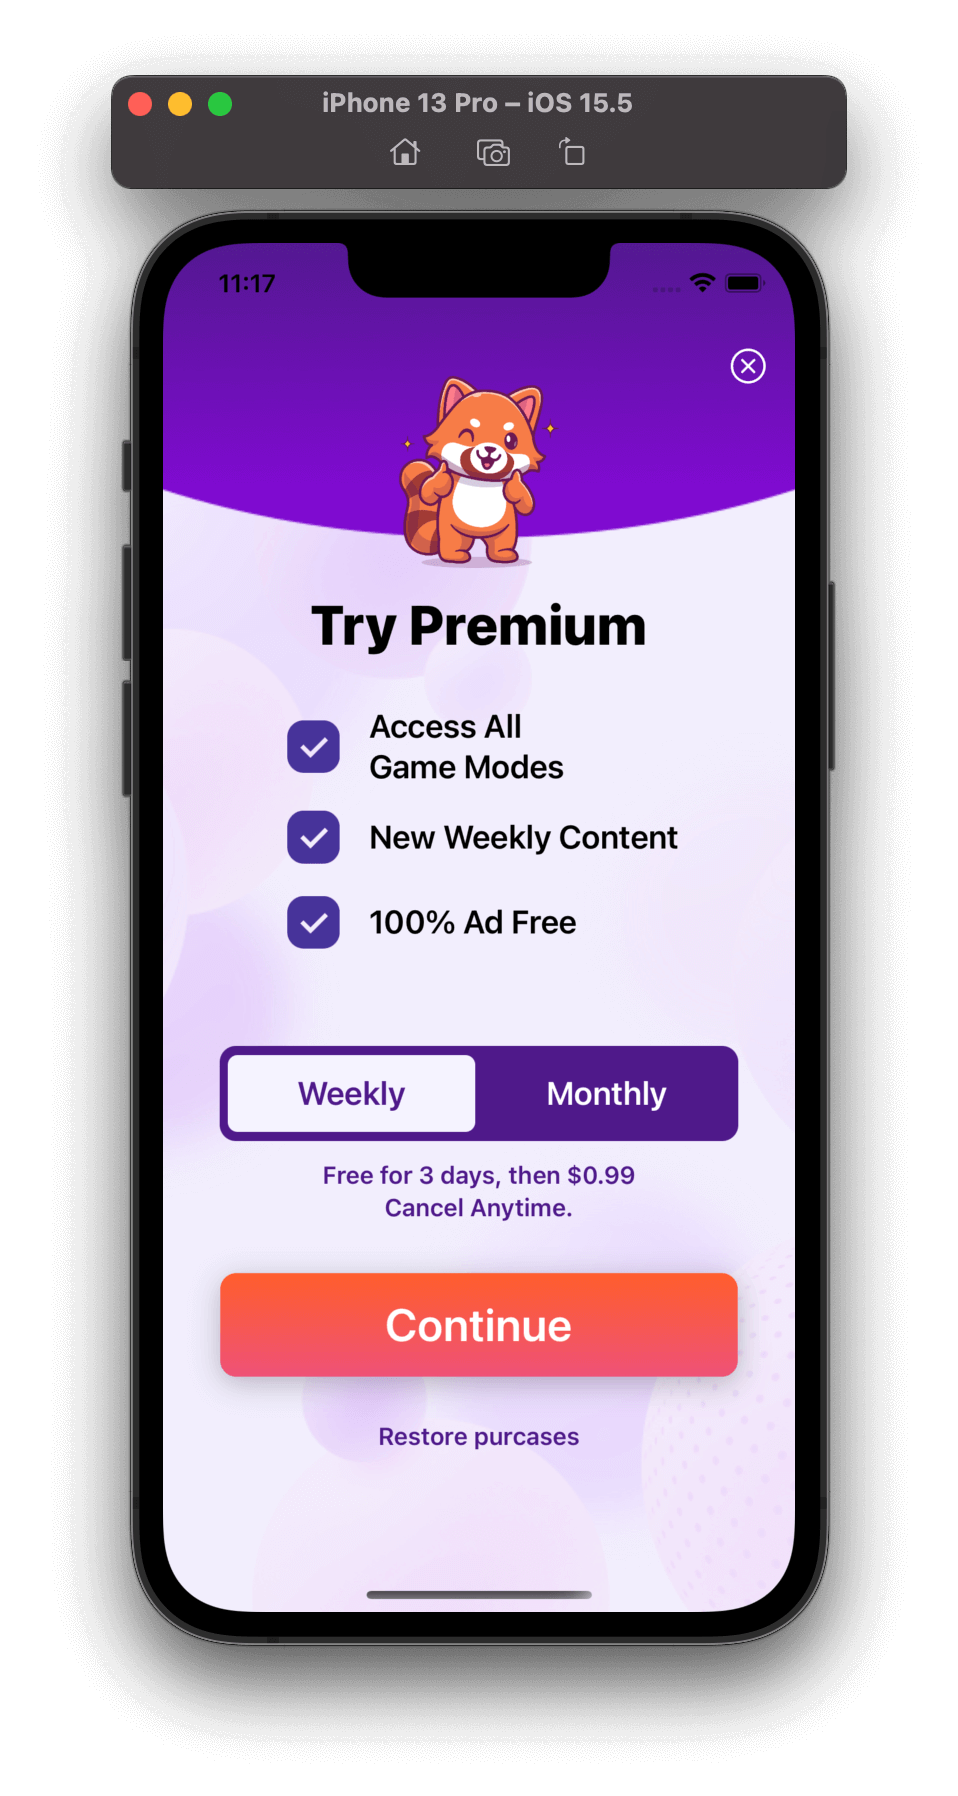 iPhone 13 Pro – iOS 15.5
11:17
Try Premium
Access All
Game Modes
New Weekly Content
100% Ad Free
Weekly
Monthly
Free for 3 days, then $0.99
Cancel Anytime.
Continue
Restore purcases